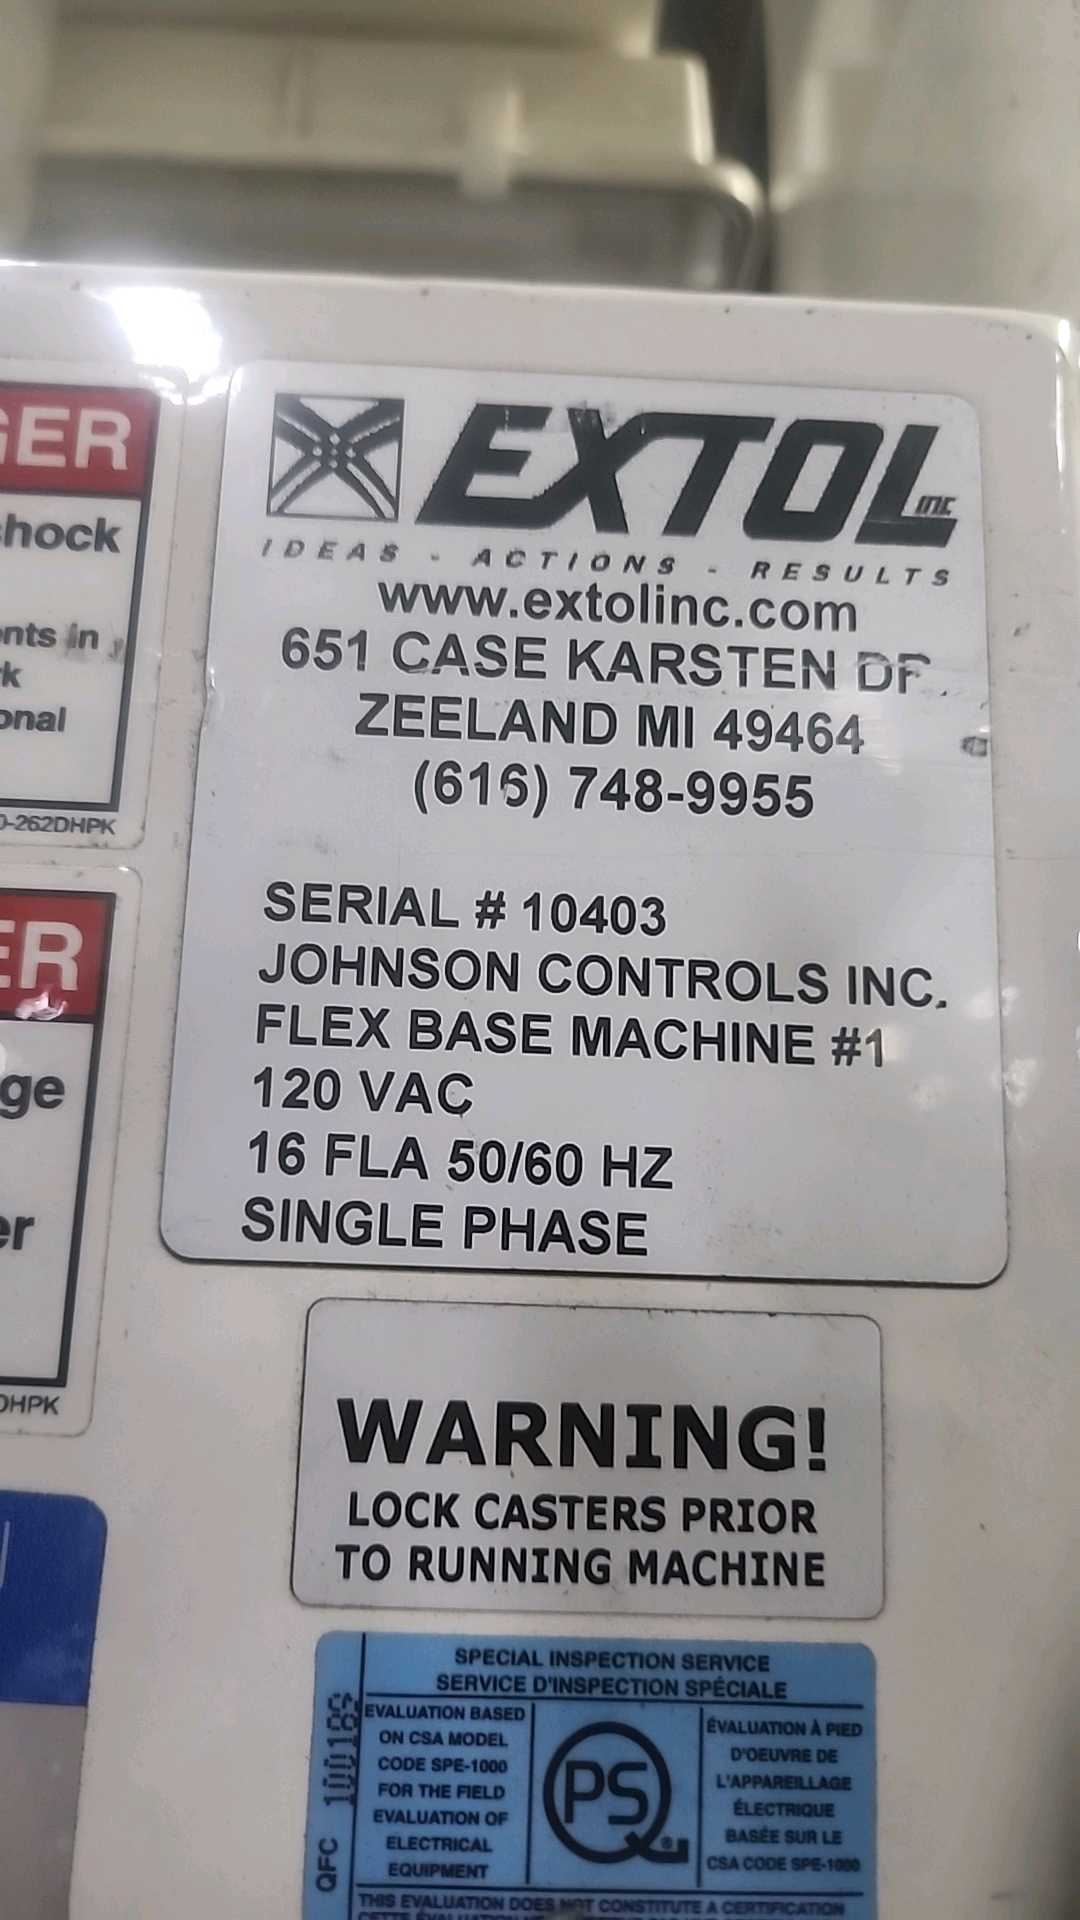 GER
shock
nts in
k
onal
0-262DHPK
ER
ge
er
DHPK
EXTOL INC
IDEAS - ACTIONS - RESULTS
www.extolinc.com
651 CASE KARSTEN
ZEELAND MI 49464
(616) 748-9955
SERIAL # 10403
JOHNSON CONTROLS INC.
FLEX BASE MACHINE #1
120 VAC
16 FLA 50/60 HZ
SINGLE PHASE
WARNING!
LOCK CASTERS PRIOR
TO RUNNING MACHINE
SPECIAL INSPECTION SERVICE
SERVICE D'INSPECTION SPÉCIALE
QFC
EVALUATION BASED
ON CSA MODEL
CODE SPE-1000
FOR THE FIELD
EVALUATION OF
ELECTRICAL
EQUIPMENT
QPS®
ÉVALUATION À PIED
D'OEUVRE DE
L'APPAREILLAGE
ÉLECTRIQUE
BASÉE SUR LE
CSA CODE SPE-1000
THIS EVALUATION DOES NOT CONSTITUTE A CERTIFICATION